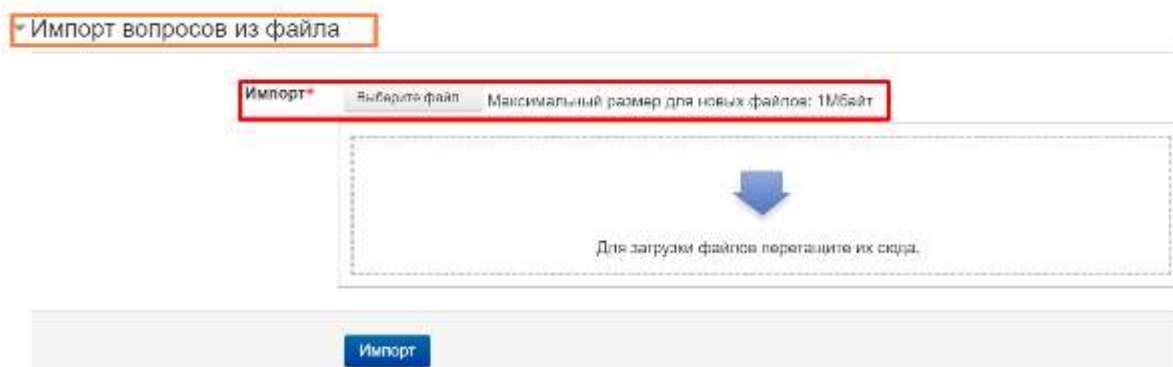 Импорт вопросов из файла
Импорт* Выберите файл Максимальный размер для новых файлов: 1Мбайт
Для загрузки файлов перетащите их сюда.
Импорт